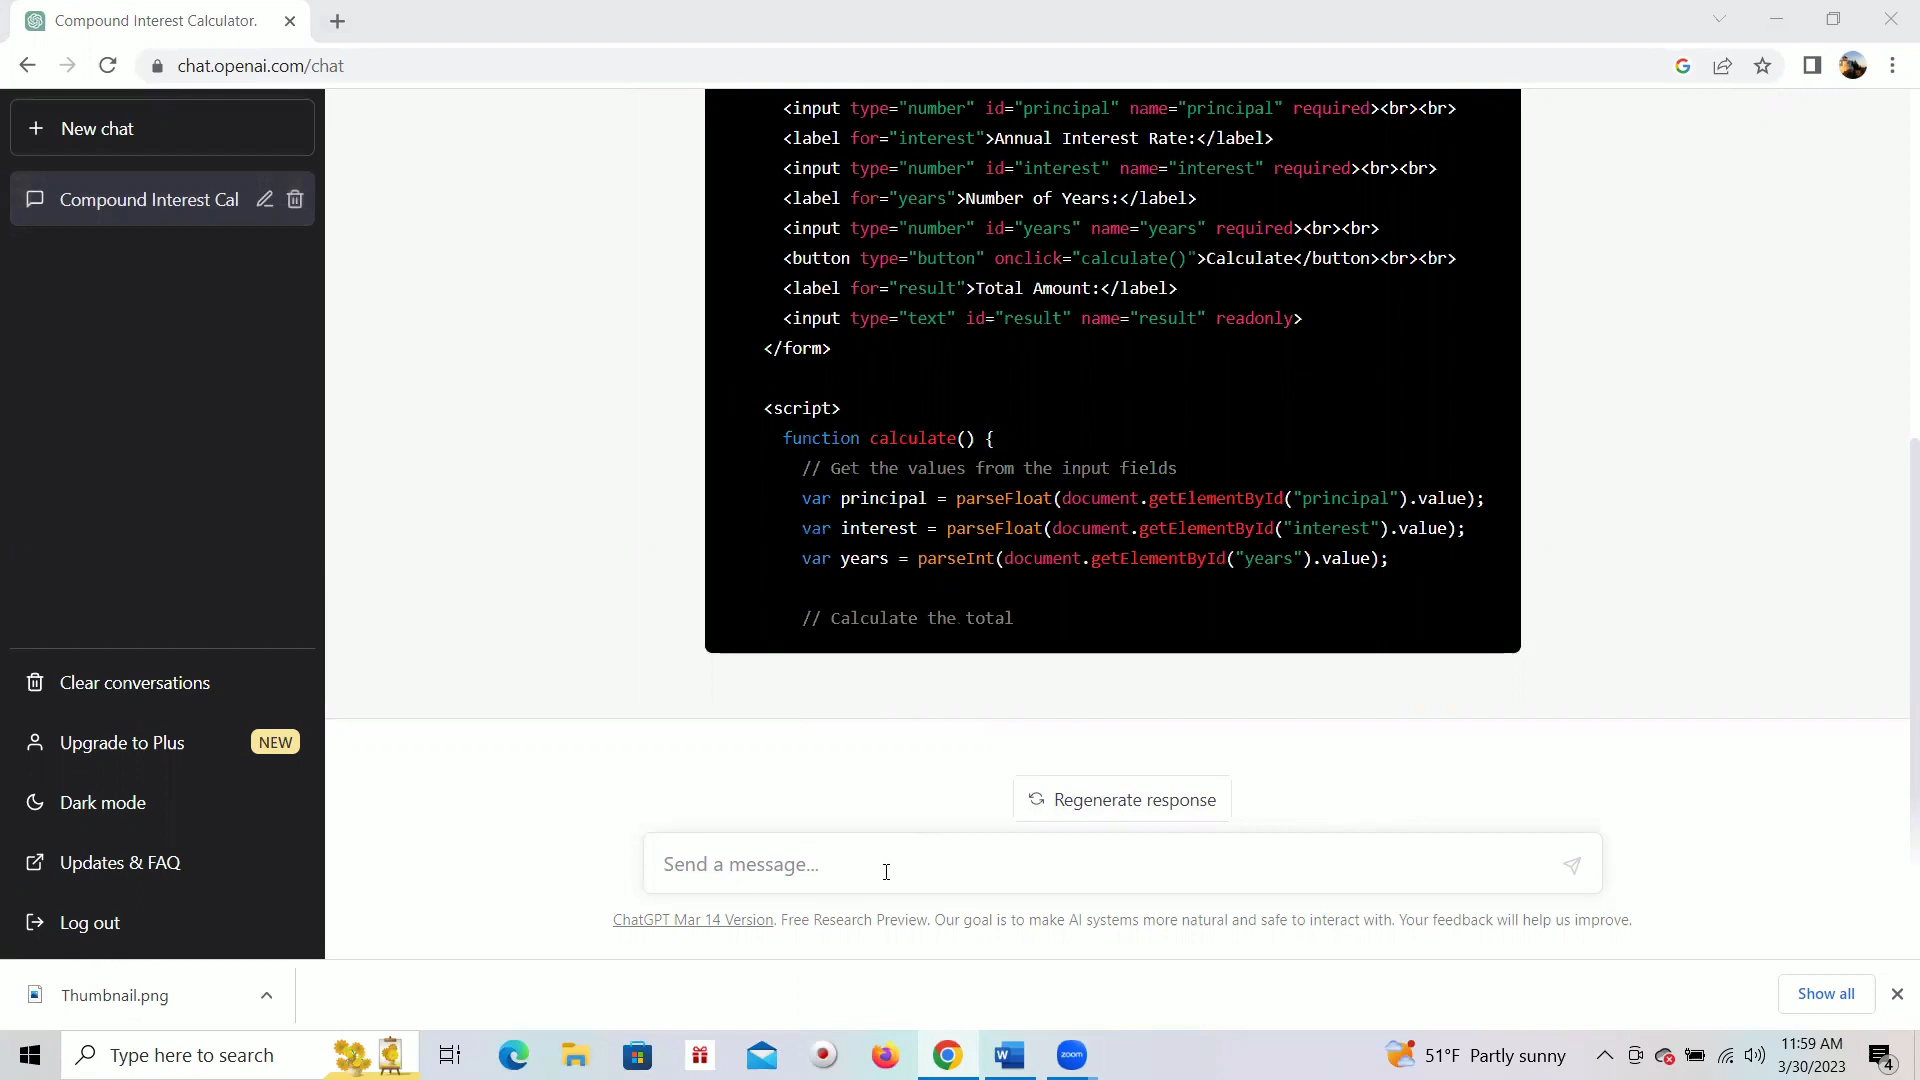 Compound Interest Calculator.
chat.openai.com/chat
New chat
Compound Interest Cal
<input type="number" id="principal" name="principal" required><br><br>
<label for="interest">Annual Interest Rate:</label>
<input type="number" id="interest" name="interest" required><br><br>
<label for="years">Number of Years:</label>
<input type="number" id="years" name="years" required><br><br>
<button type="button" onclick="calculate()">Calculate</button><br><br>
<label for="result">Total Amount:</label>
<input type="text" id="result" name="result" readonly>
</form>
<script>
function calculate() {
// Get the values from the input fields
var principal = parseFloat(document.getElementById("principal").value);
var interest = parseFloat(document.getElementById("interest").value);
var years = parseInt(document.getElementById("years").value);
// Calculate the total
Clear conversations
Upgrade to Plus NEW
Dark mode
Updates & FAQ
Log out
Regenerate response
Send a message...
ChatGPT Mar 14 Version. Free Research Preview. Our goal is to make AI systems more natural and safe to interact with. Your feedback will help us improve.
Thumbnail.png
Show all
Type here to search
zoom
51°F Partly sunny
11:59 AM
3/30/2023
4